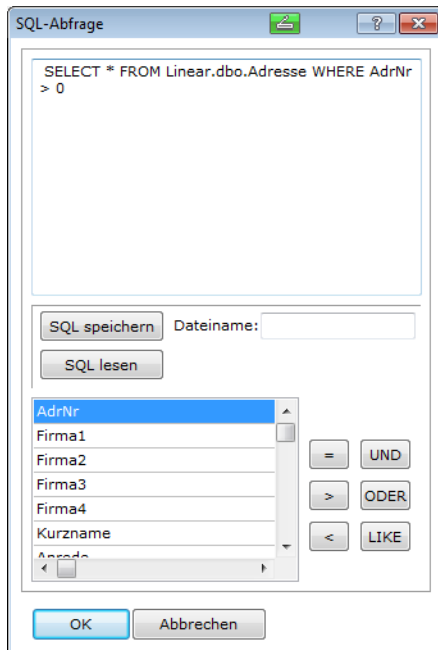 SQL-Abfrage
?
SELECT * FROM Linear.dbo.Adresse WHERE AdrNr
> 0
SQL speichern Dateiname:
SQL lesen
AdrNr
Firma1
Firma2
Firma3
Firma4
Kurzname
Anrede
= UND
> ODER
< LIKE
OK Abbrechen